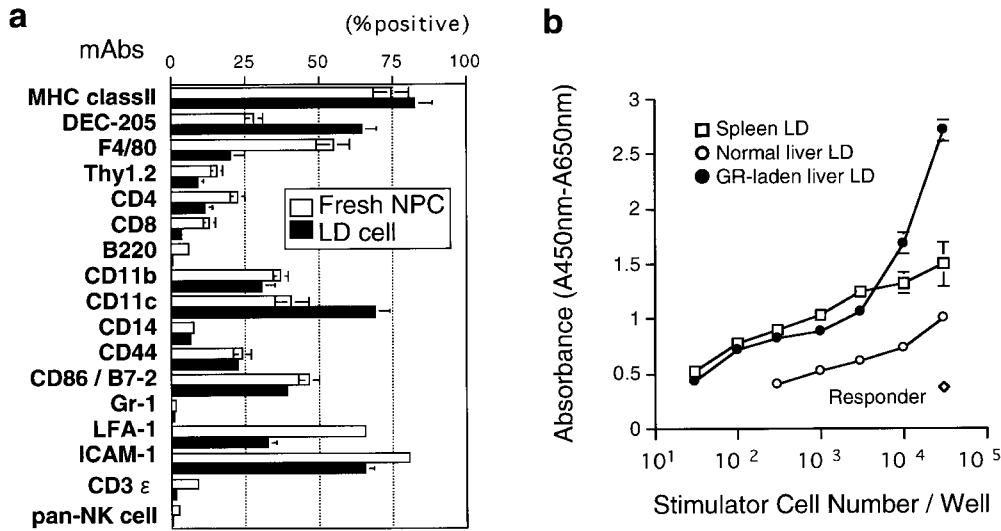 a
(%positive)
mAbs
0 25 50 75 100
MHC classII
DEC-205
F4/80
Thy1.2
CD4
CD8
B220
CD11b
CD11c
CD14
CD44
CD86 / B7-2
Gr-1
LFA-1
ICAM-1
CD3 ε
pan-NK cell
Fresh NPC
LD cell
b
Absorbance (A450nm-A650nm)
3
2.5
2
1.5
1
0.5
0
Spleen LD
Normal liver LD
GR-laden liver LD
Responder
10¹ 10² 10³ 10⁴ 10⁵
Stimulator Cell Number / Well